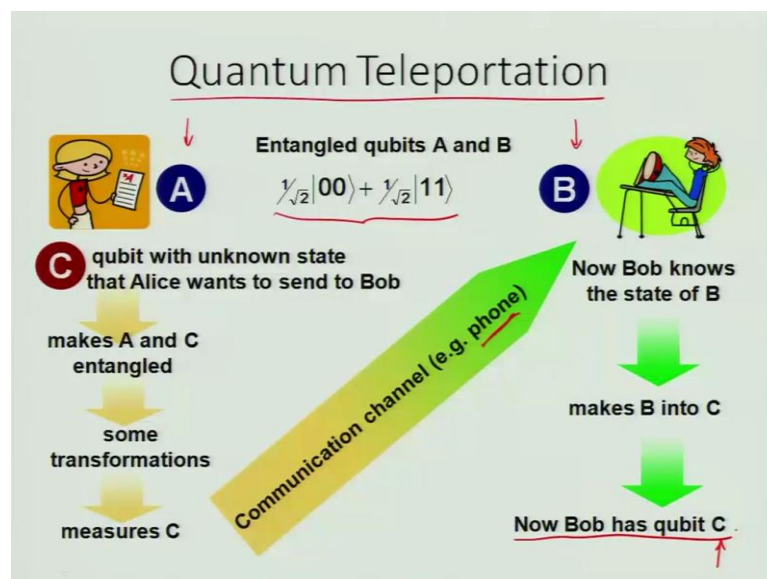 Quantum Teleportation
A
Entangled qubits A and B
1/√2|00⟩ + 1/√2|11⟩
B
C
qubit with unknown state
that Alice wants to send to Bob
makes A and C
entangled
some
transformations
measures C
Communication channel (e.g. phone)
Now Bob knows
the state of B
makes B into C
Now Bob has qubit C